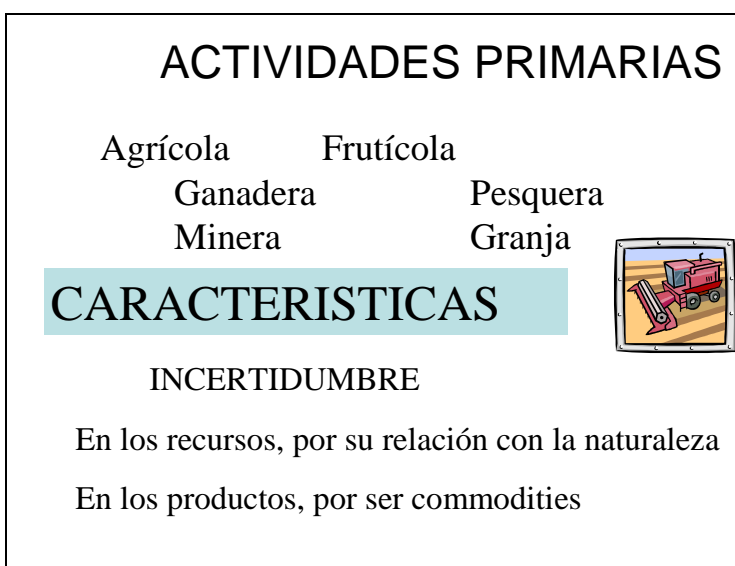 ACTIVIDADES PRIMARIAS
Agrícola Frutícola
Ganadera Pesquera
Minera Granja
CARACTERISTICAS
INCERTIDUMBRE
En los recursos, por su relación con la naturaleza
En los productos, por ser commodities